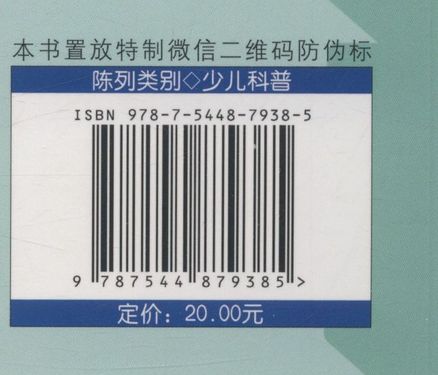 本书置放特制微信二维码防伪标
陈列类别◇少儿科普
ISBN 978-7-5448-7938-5
9 787544 879385 >
定价：20.00元